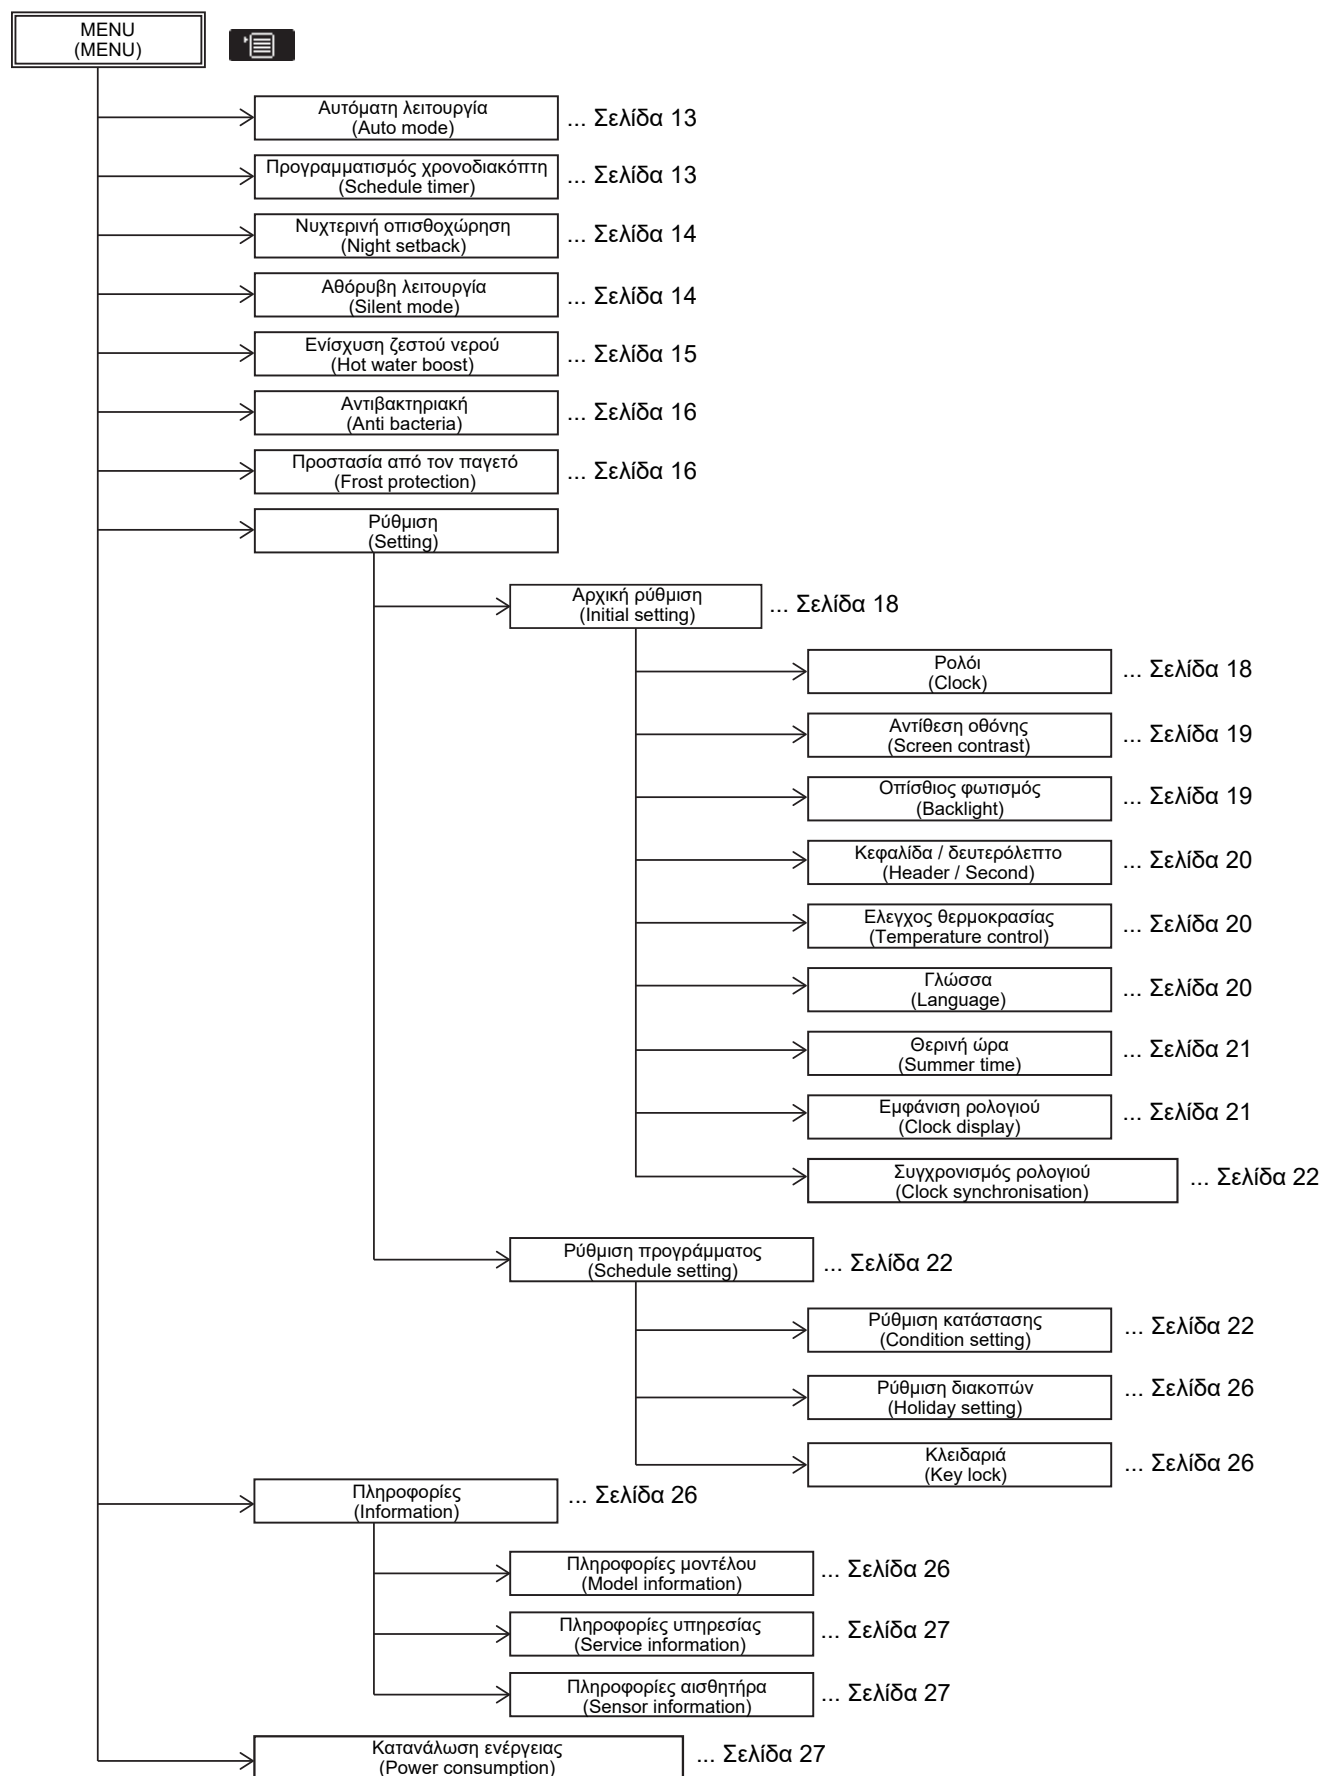 MENU
(MENU)
Αυτόματη λειτουργία
(Auto mode)
... Σελίδα 13
Προγραμματισμός χρονοδιακόπτη
(Schedule timer)
... Σελίδα 13
Νυχτερινή οπισθοχώρηση
(Night setback)
... Σελίδα 14
Αθόρυβη λειτουργία
(Silent mode)
... Σελίδα 14
Ενίσχυση ζεστού νερού
(Hot water boost)
... Σελίδα 15
Αντιβακτηριακή
(Anti bacteria)
... Σελίδα 16
Προστασία από τον παγετό
(Frost protection)
... Σελίδα 16
Ρύθμιση
(Setting)
Αρχική ρύθμιση
(Initial setting)
... Σελίδα 18
Ρολόι
(Clock)
... Σελίδα 18
Αντίθεση οθόνης
(Screen contrast)
... Σελίδα 19
Οπίσθιος φωτισμός
(Backlight)
... Σελίδα 19
Κεφαλίδα / δευτερόλεπτο
(Header / Second)
... Σελίδα 20
Ελεγχος θερμοκρασίας
(Temperature control)
... Σελίδα 20
Γλώσσα
(Language)
... Σελίδα 20
Θερινή ώρα
(Summer time)
... Σελίδα 21
Εμφάνιση ρολογιού
(Clock display)
... Σελίδα 21
Συγχρονισμός ρολογιού
(Clock synchronisation)
... Σελίδα 22
Ρύθμιση προγράμματος
(Schedule setting)
... Σελίδα 22
Ρύθμιση κατάστασης
(Condition setting)
... Σελίδα 22
Ρύθμιση διακοπών
(Holiday setting)
... Σελίδα 26
Κλειδαριά
(Key lock)
... Σελίδα 26
Πληροφορίες
(Information)
... Σελίδα 26
Πληροφορίες μοντέλου
(Model information)
... Σελίδα 26
Πληροφορίες υπηρεσίας
(Service information)
... Σελίδα 27
Πληροφορίες αισθητήρα
(Sensor information)
... Σελίδα 27
Κατανάλωση ενέργειας
(Power consumption)
... Σελίδα 27